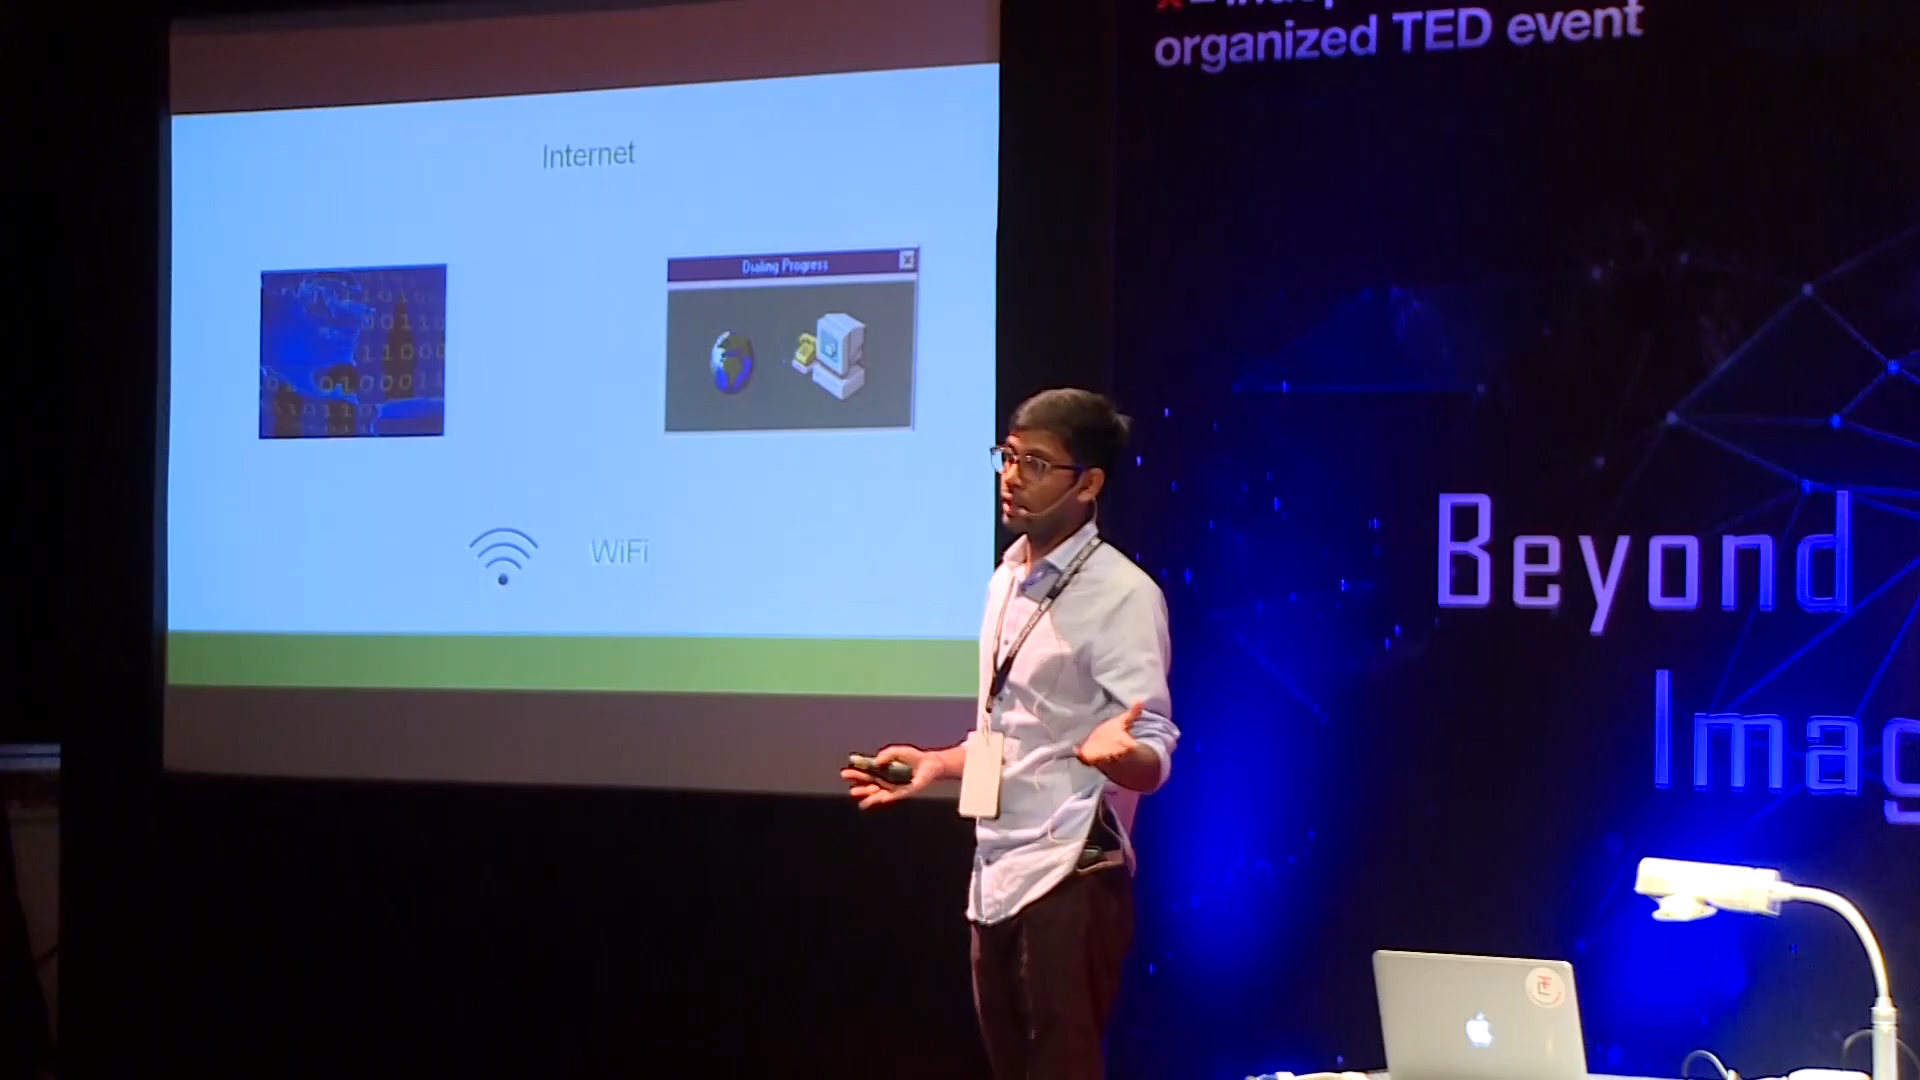 organized TED event
Internet
Dialing Progress
WiFi
Beyond
Imag